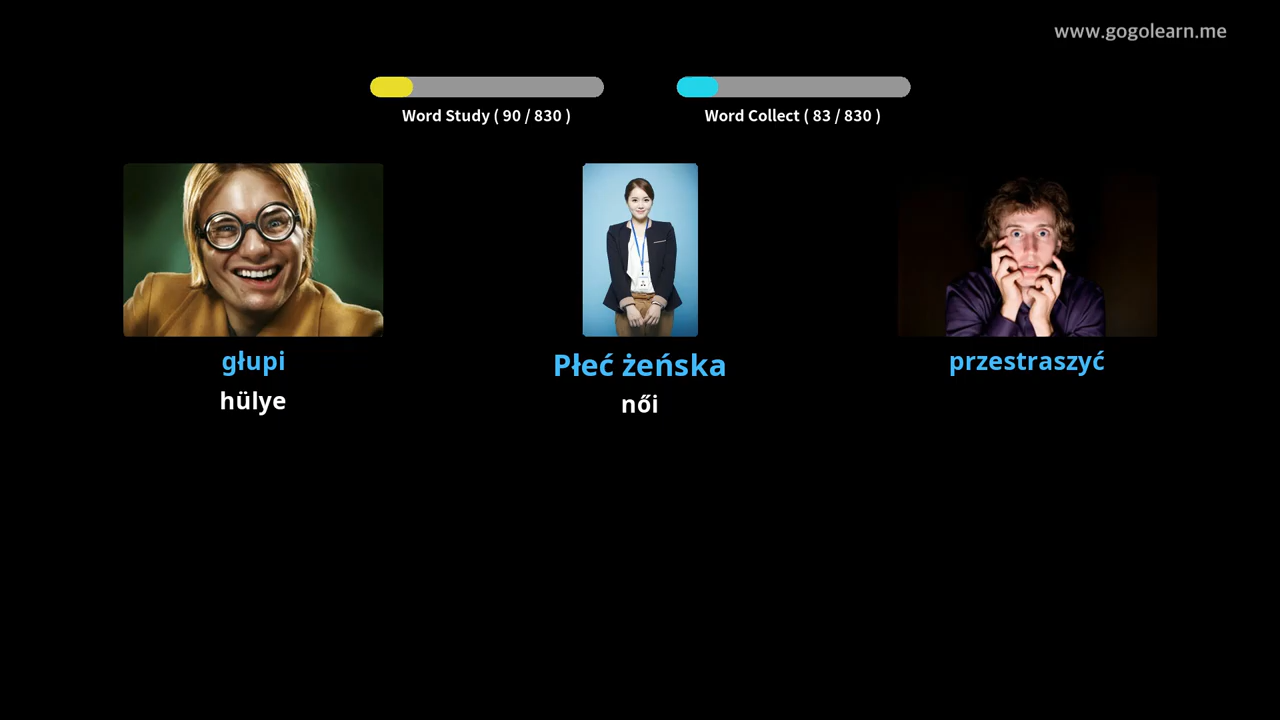 www.gogolearn.me
Word Study ( 90 / 830 )
Word Collect ( 83 / 830 )
głupi
Płeć żeńska
przestraszyć
hülye
női